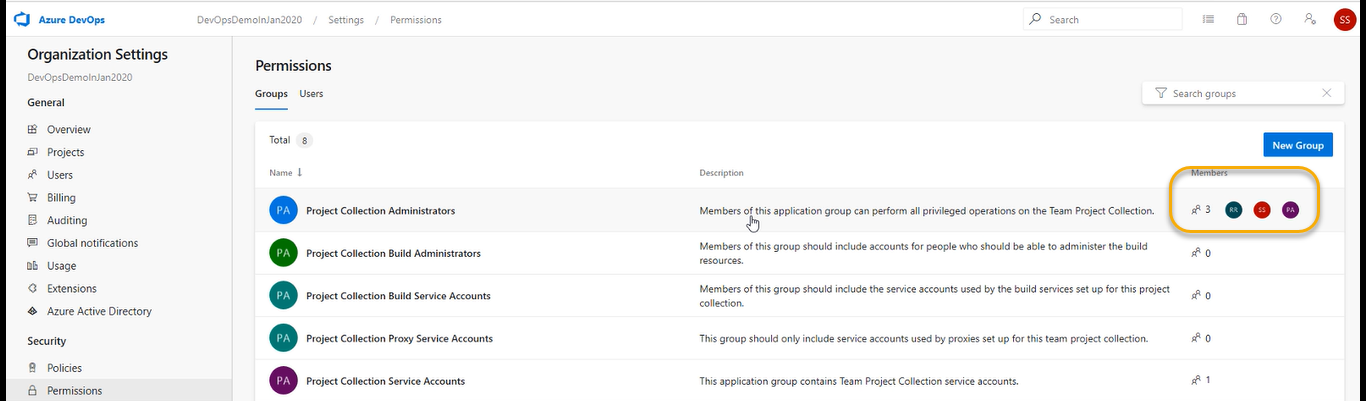 Azure DevOps
DevOpsDemoInJan2020 / Settings / Permissions
Search
SS
Organization Settings
DevOpsDemoInJan2020
General
Overview
Projects
Users
Billing
Auditing
Global notifications
Usage
Extensions
Azure Active Directory
Security
Policies
Permissions
Permissions
Groups Users
Search groups
Total 8
New Group
Name Description Members
PA Project Collection Administrators Members of this application group can perform all privileged operations on the Team Project Collection. 3 RR SS PA
PA Project Collection Build Administrators Members of this group should include accounts for people who should be able to administer the build
resources. 0
PA Project Collection Build Service Accounts Members of this group should include the service accounts used by the build services set up for this project
collection. 0
PA Project Collection Proxy Service Accounts This group should only include service accounts used by proxies set up for this team project collection. 0
PA Project Collection Service Accounts This application group contains Team Project Collection service accounts. 1